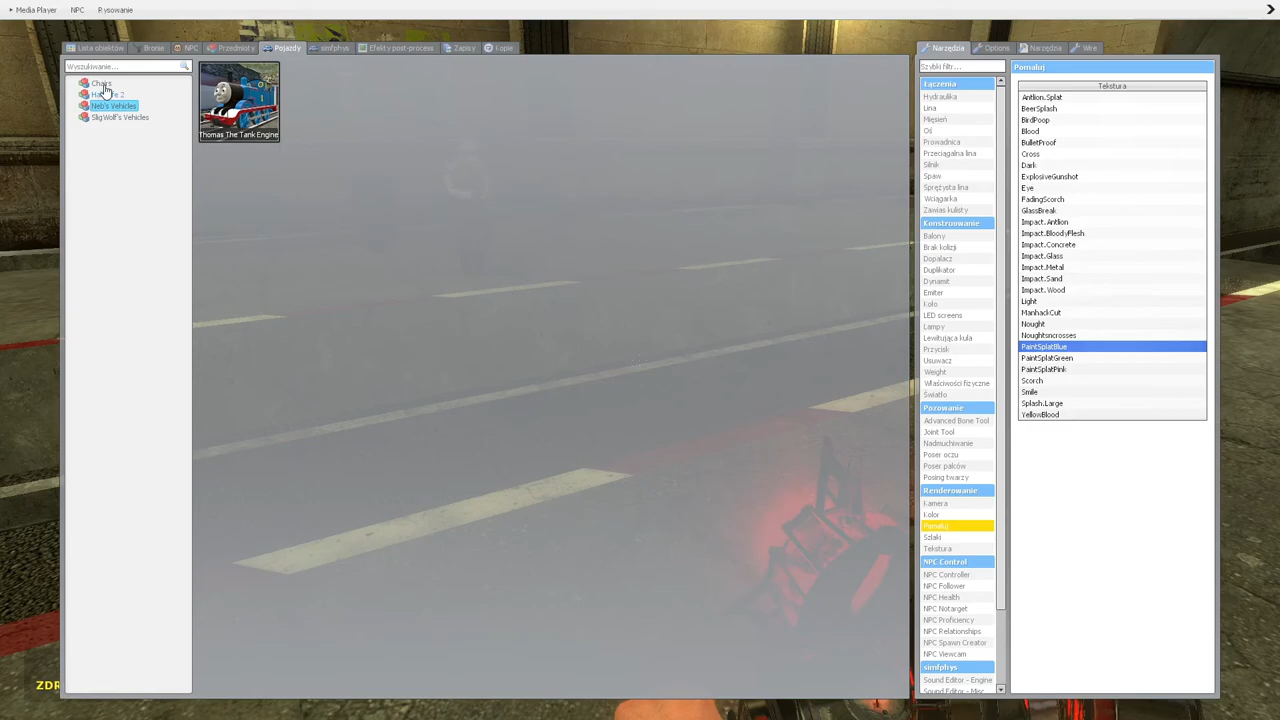 Media Player NPC Rysowanie
Lista obiektów Bronie NPC Przedmioty Pojazdy simfphys Efekty post-process Zapisy Kopie
Wyszukiwanie...
Chairs
Neb's Vehicles
SligWolf's Vehicles
Thomas The Tank Engine
Narzędzia Options Narzędzia Wire
Szybki filtr...
Łączenia
Hydraulika
Lina
Mięsień
Oś
Prowadnica
Przeciągalna lina
Silnik
Spaw
Sprężysta lina
Wciągarka
Zawias kulisty
Konstruowanie
Balony
Brak kolizji
Dopalacz
Duplikator
Dynamit
Emiter
Koło
LED screens
Lampy
Lewitująca kula
Przycisk
Usuwacz
Weight
Właściwości fizyczne
Światło
Pozowanie
Advanced Bone Tool
Joint Tool
Nadmuchiwanie
Poser oczu
Poser palców
Posing twarzy
Renderowanie
Kamera
Kolor
Pomaluj
Szlaki
Tekstura
NPC Control
NPC Controller
NPC Follower
NPC Health
NPC Notarget
NPC Proficiency
NPC Relationships
NPC Spawn Creator
NPC Viewcam
simfphys
Sound Editor - Engine
Sound Editor - Misc
Pomaluj
Tekstura
Antlion.Splat
BeerSplash
BirdPoop
Blood
BulletProof
Cross
Dark
ExplosiveGunshot
Eye
FadingScorch
GlassBreak
Impact.Antlion
Impact.BloodyFlesh
Impact.Concrete
Impact.Glass
Impact.Metal
Impact.Sand
Impact.Wood
Light
ManhackCut
Nought
Noughtsncrosses
PaintSplatBlue
PaintSplatGreen
PaintSplatPink
Scorch
Smile
Splash.Large
YellowBlood
ZDR